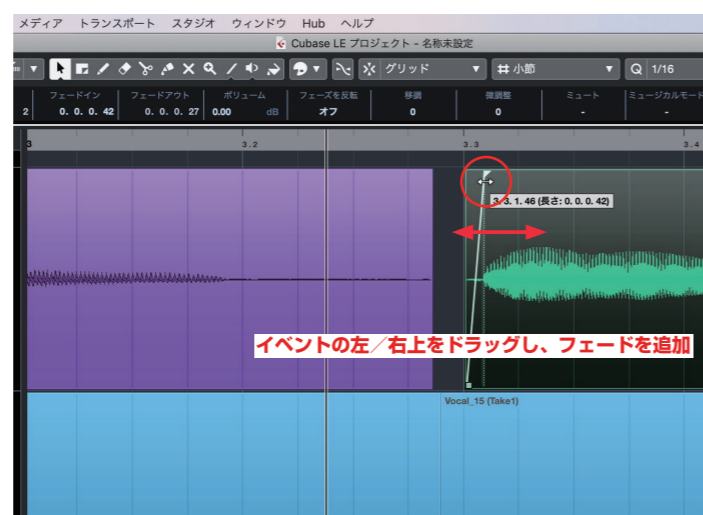 メディア トランスポート スタジオ ウィンドウ Hub ヘルプ
Cubase LE プロジェクト - 名称未設定
グリッド 小節 Q 1/16
フェードイン フェードアウト ボリューム フェーズを反転 移調 微調整 ミュート ミュージカルモード
2 0. 0. 0. 42 0. 0. 0. 27 0.00 dB オフ 0 0 - -
3 3.2 3.3 3.4
3. 3. 1. 46 (長さ: 0. 0. 0. 42)
イベントの左／右上をドラッグし、フェードを追加
Vocal_15 (Take1)